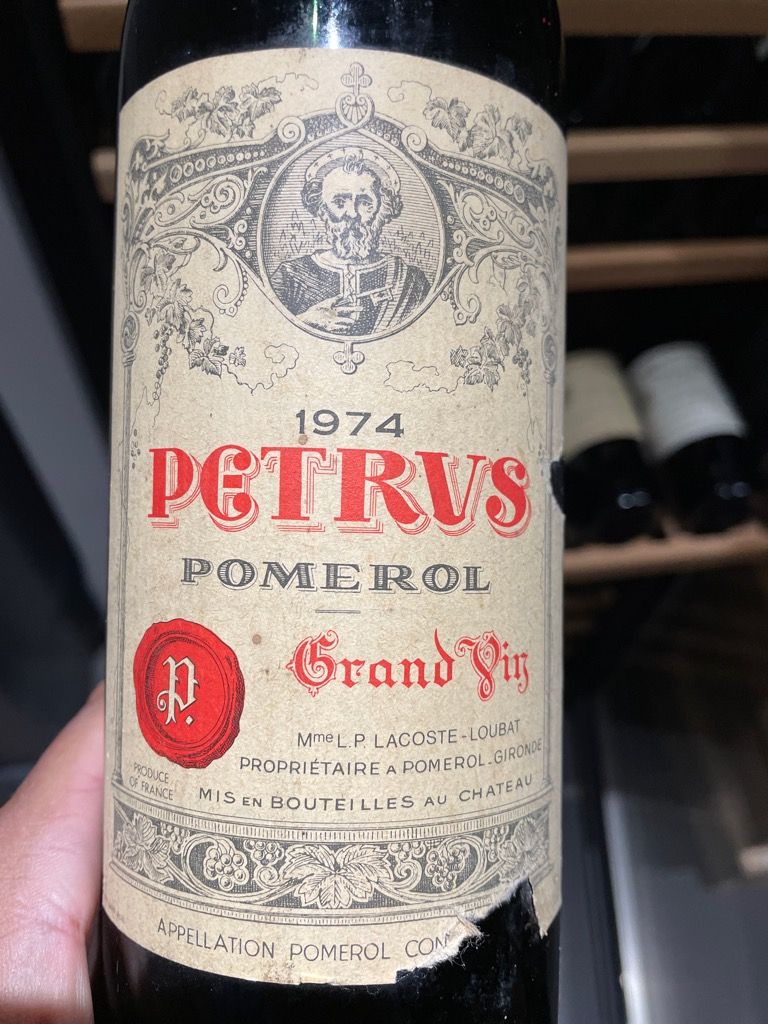 1974
PETRVS
POMEROL
Grand Vin
P.
Mme L.P. LACOSTE-LOUBAT
PROPRIÉTAIRE A POMEROL-GIRONDE
PRODUCE
OF FRANCE
MIS EN BOUTEILLES AU CHATEAU
APPELLATION POMEROL